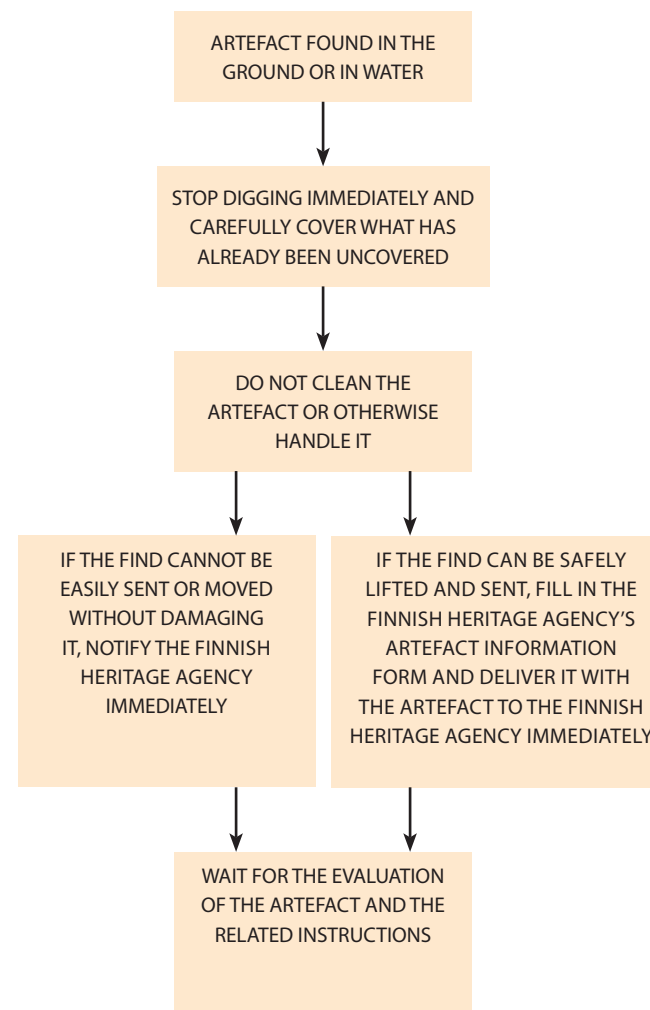 ARTEFACT FOUND IN THE
GROUND OR IN WATER
STOP DIGGING IMMEDIATELY AND
CAREFULLY COVER WHAT HAS
ALREADY BEEN UNCOVERED
DO NOT CLEAN THE
ARTEFACT OR OTHERWISE
HANDLE IT
IF THE FIND CANNOT BE
EASILY SENT OR MOVED
WITHOUT DAMAGING
IT, NOTIFY THE FINNISH
HERITAGE AGENCY
IMMEDIATELY
IF THE FIND CAN BE SAFELY
LIFTED AND SENT, FILL IN THE
FINNISH HERITAGE AGENCY'S
ARTEFACT INFORMATION
FORM AND DELIVER IT WITH
THE ARTEFACT TO THE FINNISH
HERITAGE AGENCY IMMEDIATELY
WAIT FOR THE EVALUATION
OF THE ARTEFACT AND THE
RELATED INSTRUCTIONS